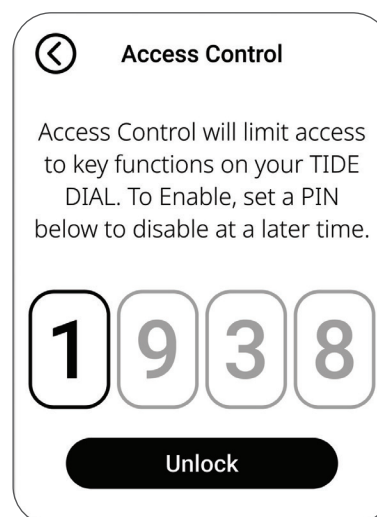 Access Control
Access Control will limit access
to key functions on your TIDE
DIAL. To Enable, set a PIN
below to disable at a later time.
1 9 3 8
Unlock